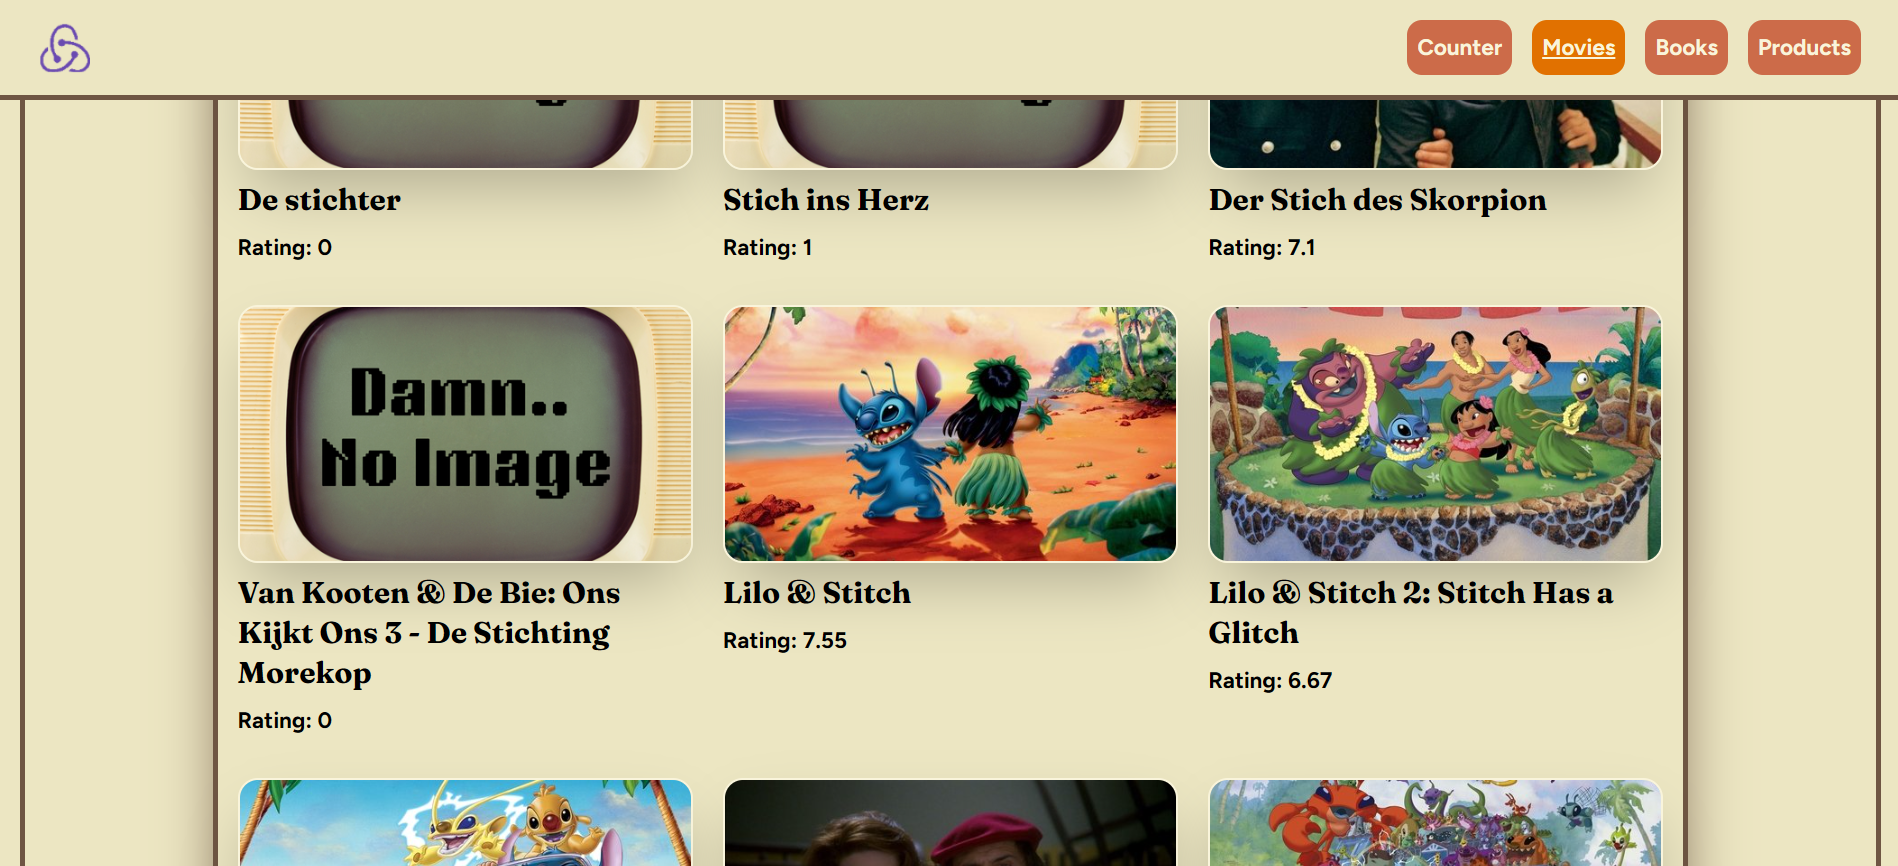 Counter Movies Books Products
De stichter
Rating: 0
Stich ins Herz
Rating: 1
Der Stich des Skorpion
Rating: 7.1
Damn..
No Image
Van Kooten & De Bie: Ons
Kijkt Ons 3 - De Stichting
Morekop
Rating: 0
Lilo & Stitch
Rating: 7.55
Lilo & Stitch 2: Stitch Has a
Glitch
Rating: 6.67